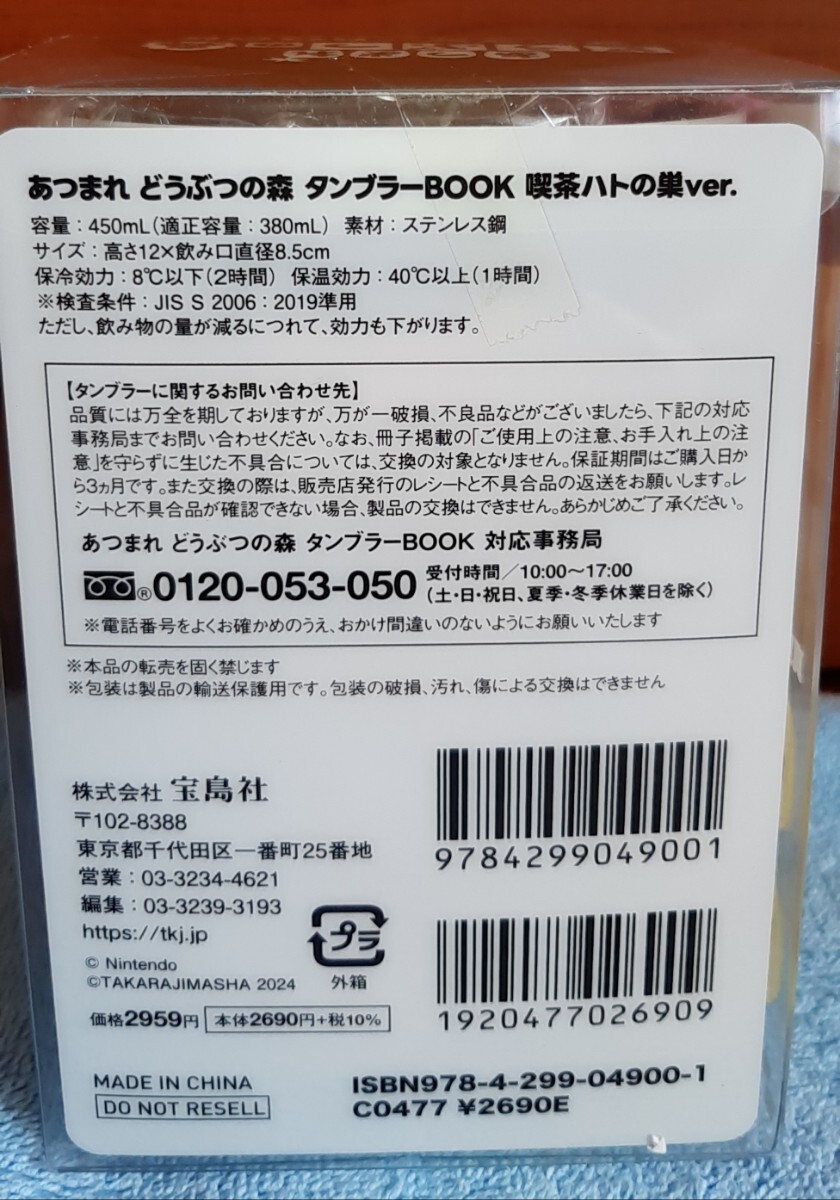 あつまれ どうぶつの森 タンブラーBOOK 喫茶ハトの巣ver.
容量：450mL（適正容量：380mL） 素材：ステンレス鋼
サイズ：高さ12×飲み口直径8.5cm
保冷効力：8℃以下（2時間） 保温効力：40℃以上（1時間）
※検査条件：JIS S 2006：2019準用
ただし、飲み物の量が減るにつれて、効力も下がります。
【タンブラーに関するお問い合わせ先】
品質には万全を期しておりますが、万が一破損、不良品などがございましたら、下記の対応
事務局までお問い合わせください。なお、冊子掲載の「ご使用上の注意、お手入れ上の注
意」を守らずに生じた不具合については、交換の対象となりません。保証期間はご購入日か
ら3ヵ月です。また交換の際は、販売店発行のレシートと不具合品の返送をお願いします。レ
シートと不具合品が確認できない場合、製品の交換はできません。あらかじめご了承ください。
あつまれ どうぶつの森 タンブラーBOOK 対応事務局
®0120-053-050 受付時間／10:00〜17:00
（土・日・祝日、夏季・冬季休業日を除く）
※電話番号をよくお確かめのうえ、おかけ間違いのないようにお願いいたします
※本品の転売を固く禁じます
※包装は製品の輸送保護用です。包装の破損、汚れ、傷による交換はできません
株式会社 宝島社
〒102-8388
東京都千代田区一番町25番地
営業：03-3234-4621
編集：03-3239-3193
https://tkj.jp
© Nintendo
©TAKARAJIMASHA 2024
プラ
外箱
価格2959円 本体2690円+税10%
MADE IN CHINA
DO NOT RESELL
9784299049001
1920477026909
ISBN978-4-299-04900-1
C0477 ¥2690E